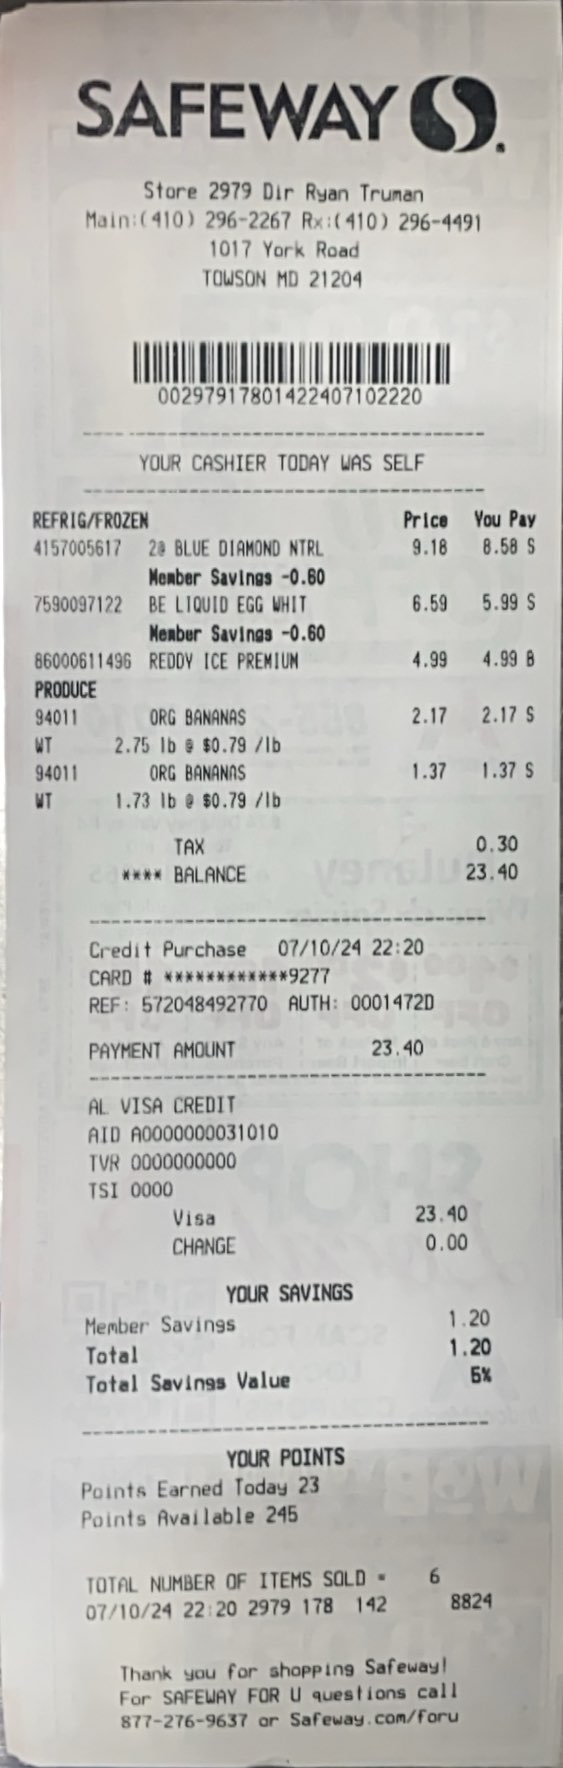 SAFEWAY
Store 2979 Dir Ryan Truman
Main:(410) 296-2267 Rx:(410) 296-4491
1017 York Road
TOWSON MD 21204
00297917801422407102220
YOUR CASHIER TODAY WAS SELF
REFRIG/FROZEN Price You Pay
4157005617 2@ BLUE DIAMOND NTRL 9.18 8.58 S
Member Savings -0.60
7590097122 BE LIQUID EGG WHIT 6.59 5.99 S
Member Savings -0.60
86000611496 REDDY ICE PREMIUM 4.99 4.99 B
PRODUCE
94011 ORG BANANAS 2.17 2.17 S
WT 2.75 lb @ $0.79 /lb
94011 ORG BANANAS 1.37 1.37 S
WT 1.73 lb @ $0.79 /lb
TAX 0.30
**** BALANCE 23.40
Credit Purchase 07/10/24 22:20
CARD # ************9277
REF: 572048492770 AUTH: 0001472D
PAYMENT AMOUNT 23.40
AL VISA CREDIT
AID A0000000031010
TVR 0000000000
TSI 0000
Visa 23.40
CHANGE 0.00
YOUR SAVINGS
Member Savings 1.20
Total 1.20
Total Savings Value 5%
YOUR POINTS
Points Earned Today 23
Points Available 245
TOTAL NUMBER OF ITEMS SOLD = 6
07/10/24 22:20 2979 178 142 8824
Thank you for shopping Safeway!
For SAFEWAY FOR U questions call
877-276-9637 or Safeway.com/foru